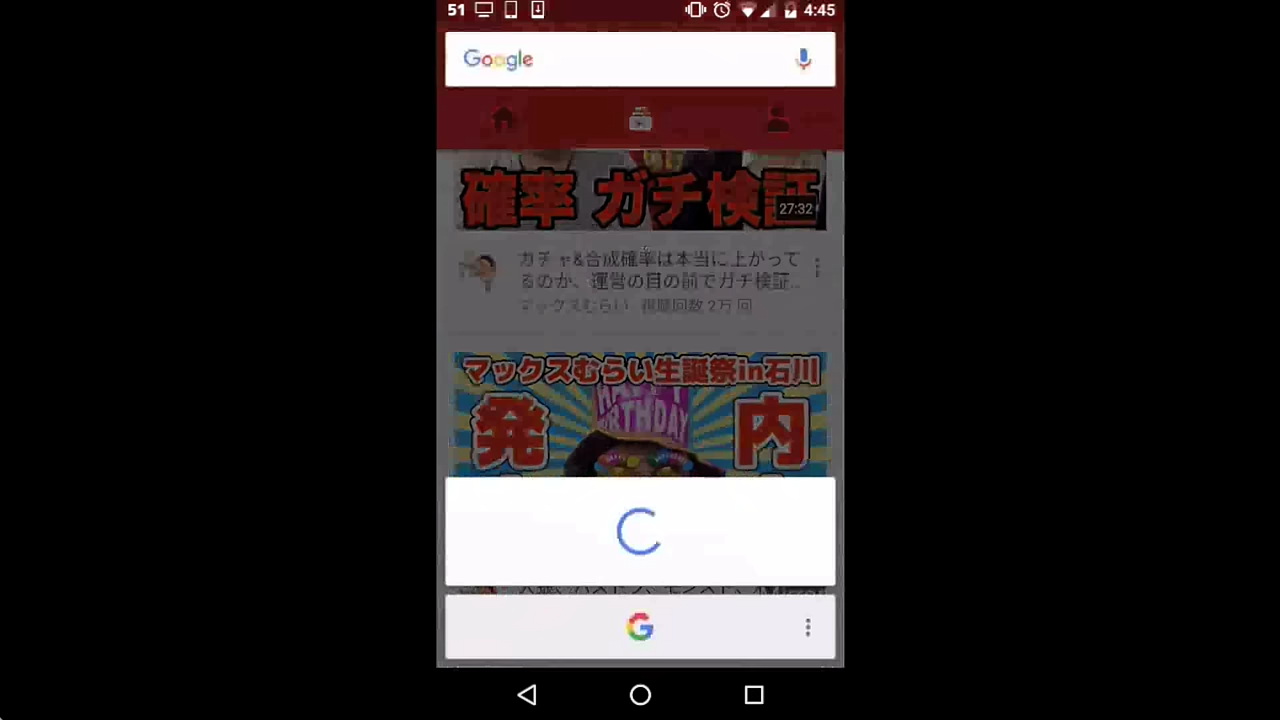 51
4:45
Google
確率 ガチ検証
27:32
ガチャ&合成確率は本当に上がって
るのか、運営の目の前でガチ検証...
マックスむらい 視聴回数 2万 回
マックスむらい生誕祭in石川
HAPPY
BIRTHDAY
発 内
G